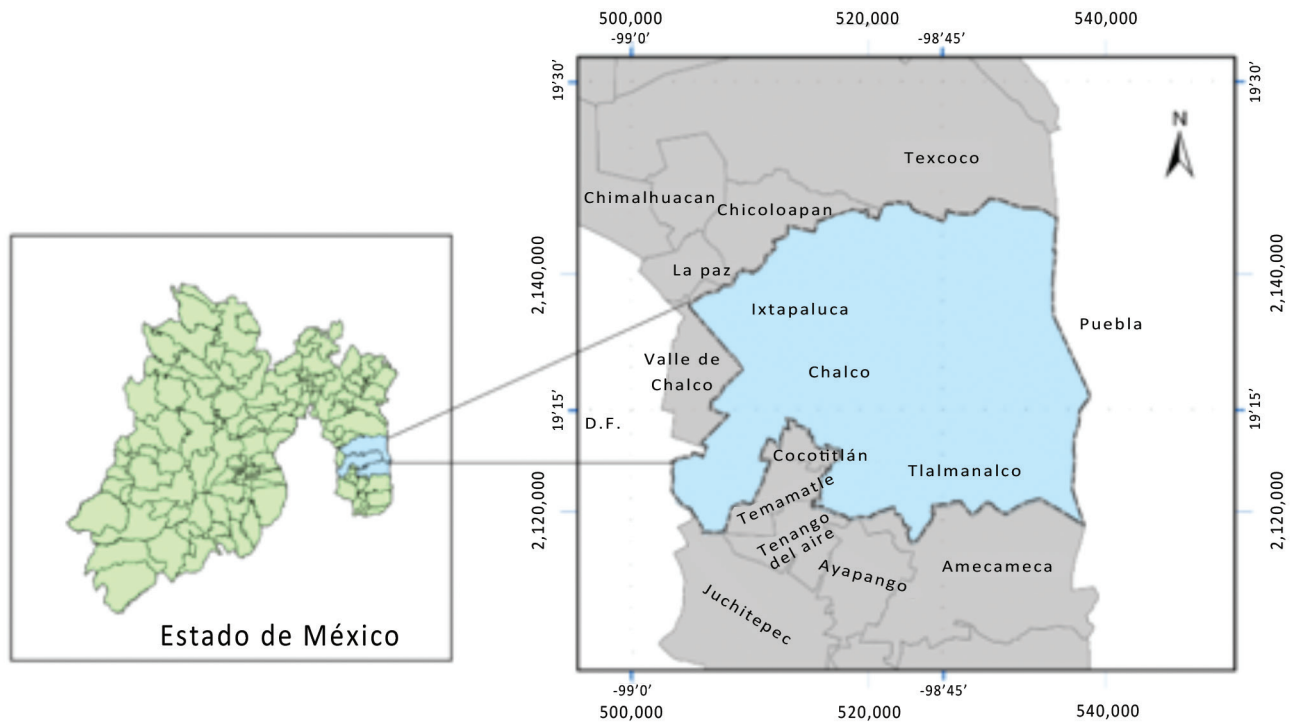 500,000
520,000
540,000
-99’0’
-98’45’
19’30’
19’30’
N
Texcoco
Chimalhuacan
Chicoloapan
2,140,000
2,140,000
La paz
Ixtapaluca
Puebla
Valle de
Chalco
Chalco
19’15’
19’15’
D.F.
Cocotitlán
Tlalmanalco
Temamatle
2,120,000
2,120,000
Tenango
del aire
Ayapango
Amecameca
Juchitepec
Estado de México
-99’0’
-98’45’
500,000
520,000
540,000